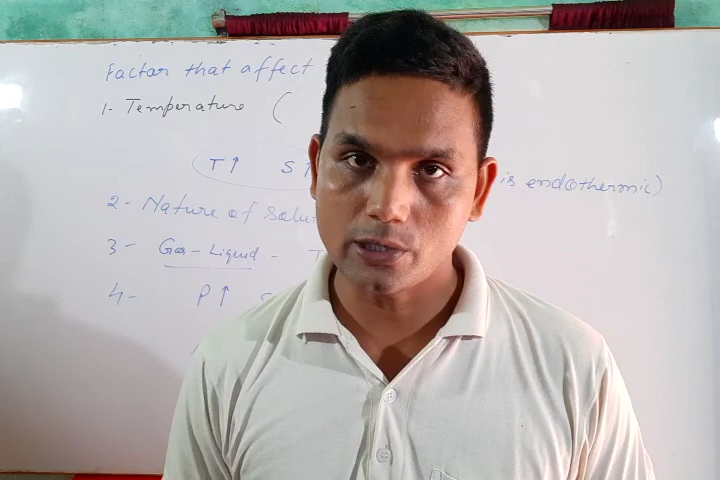 Factor that affect
1- Temperature (
T↑ S↑ is endothermic)
2- Nature of Solut
3- Gas-Liquid -
4- P↑